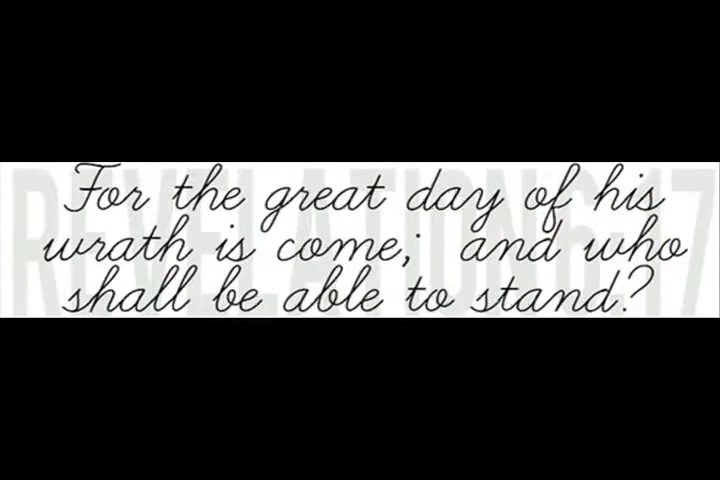 REVELATION 6:17
For the great day of his
wrath is come; and who
shall be able to stand?